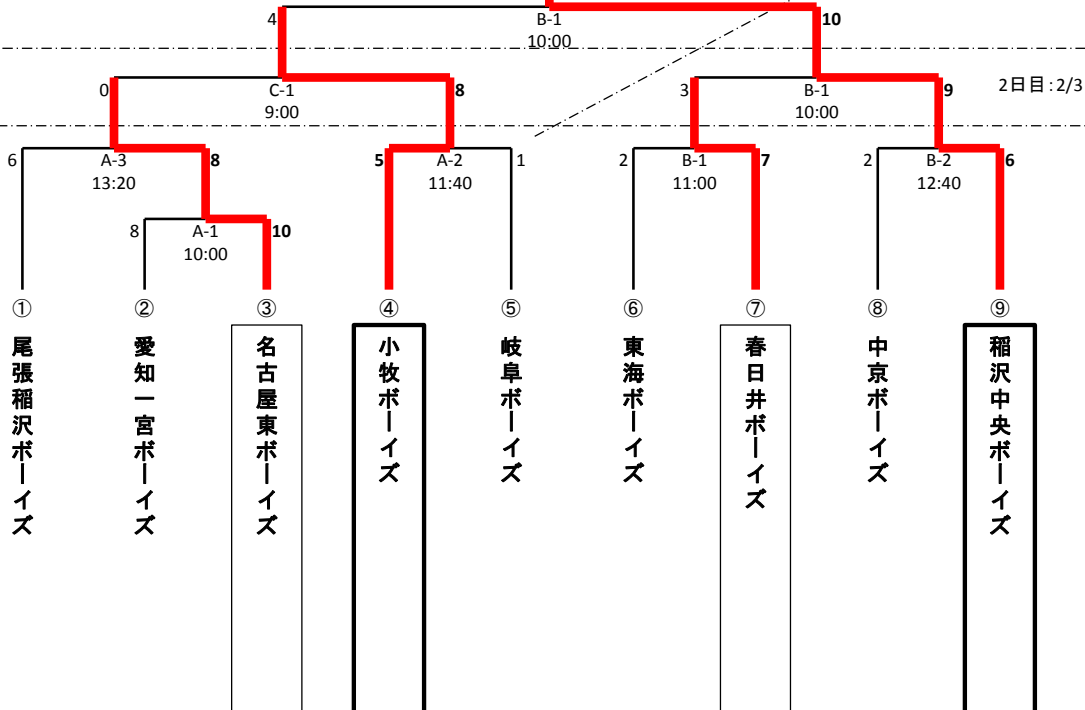 4 B-1 10
10:00
0 C-1 8 3 B-1 9 2日目:2/3
9:00 10:00
6 A-3 8 5 A-2 1 2 B-1 7 2 B-2 6
13:20 11:40 11:00 12:40
8 A-1 10
10:00
① ② ③ ④ ⑤ ⑥ ⑦ ⑧ ⑨
尾張稲沢ボーイズ
愛知一宮ボーイズ
名古屋東ボーイズ
小牧ボーイズ
岐阜ボーイズ
東海ボーイズ
春日井ボーイズ
中京ボーイズ
稲沢中央ボーイズ